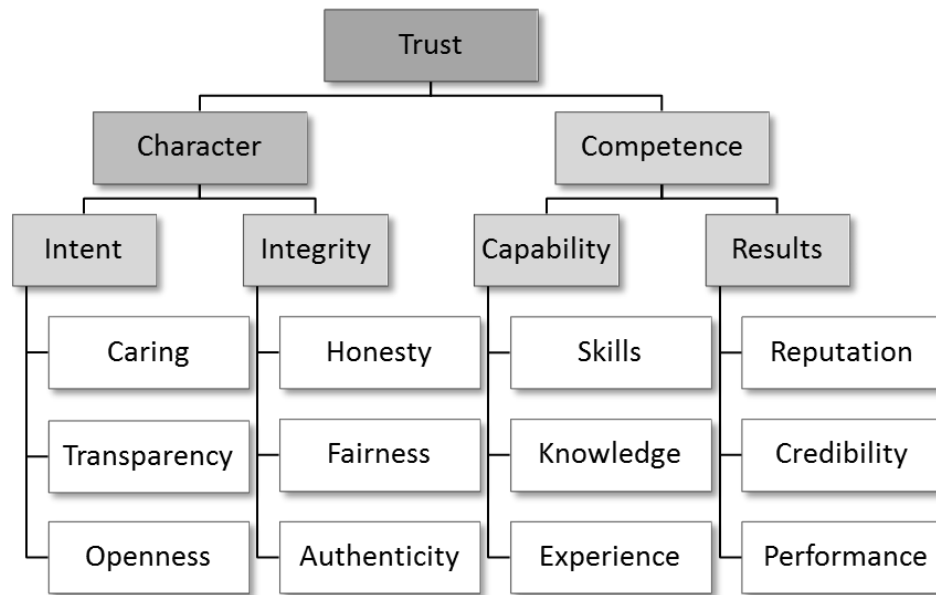 Trust
Character
Competence
Intent
Integrity
Capability
Results
Caring
Honesty
Skills
Reputation
Transparency
Fairness
Knowledge
Credibility
Openness
Authenticity
Experience
Performance